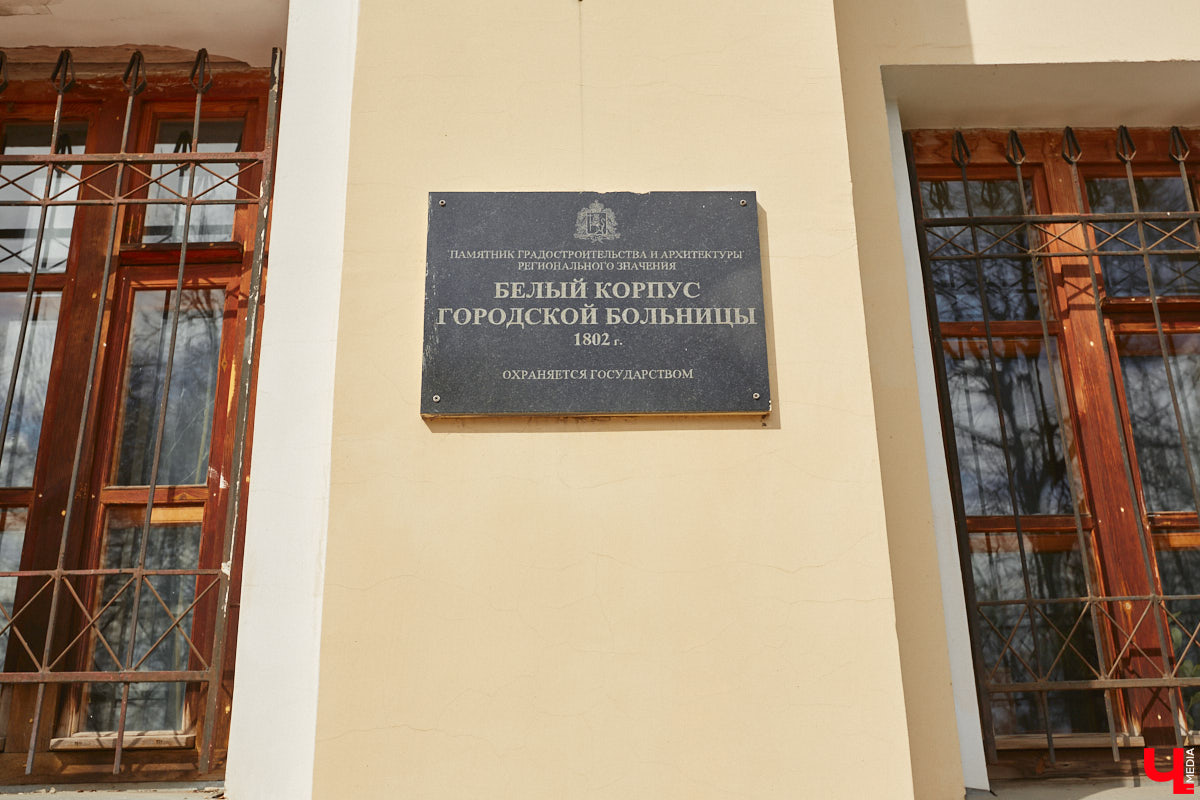 ПАМЯТНИК ГРАДОСТРОИТЕЛЬСТВА И АРХИТЕКТУРЫ
РЕГИОНАЛЬНОГО ЗНАЧЕНИЯ
БЕЛЫЙ КОРПУС
ГОРОДСКОЙ БОЛЬНИЦЫ
1802 г.
ОХРАНЯЕТСЯ ГОСУДАРСТВОМ
Ч MEDIA